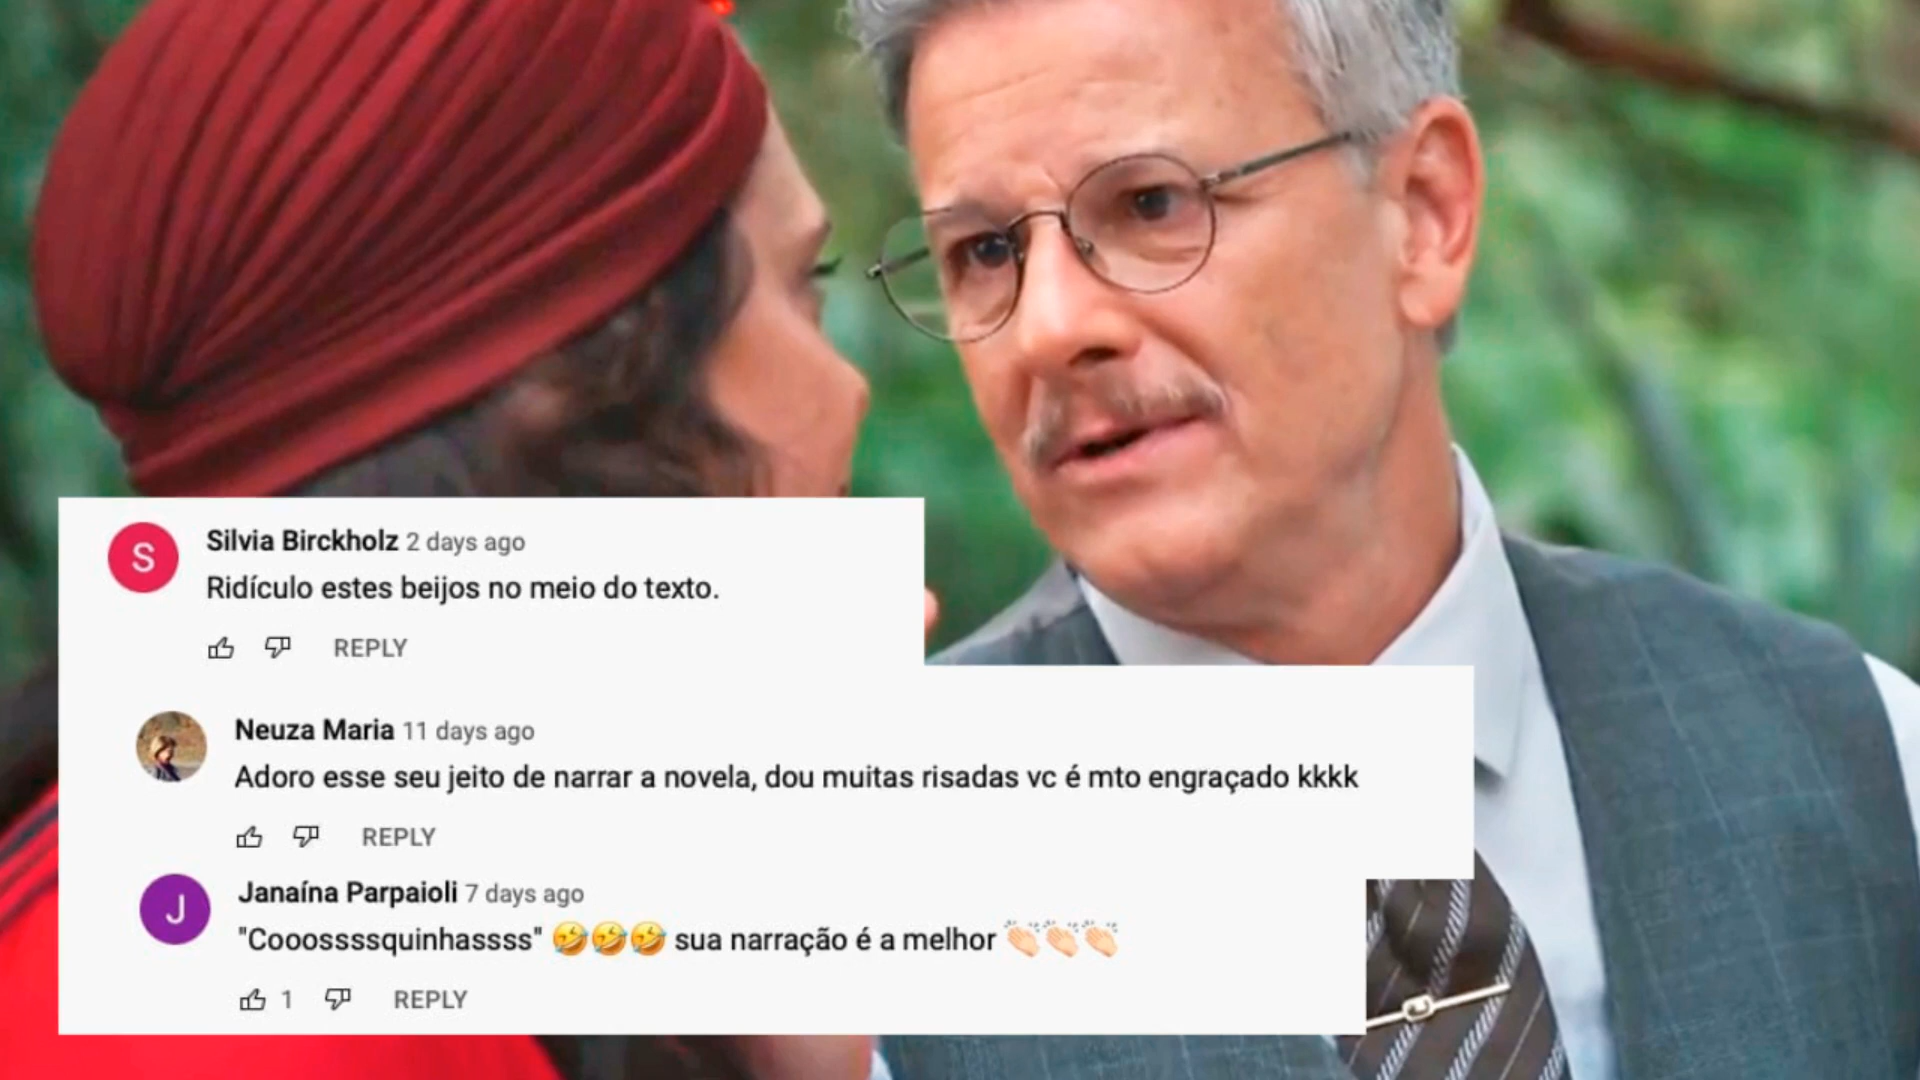 S
Silvia Birckholz 2 days ago
Ridículo estes beijos no meio do texto.
REPLY
Neuza Maria 11 days ago
Adoro esse seu jeito de narrar a novela, dou muitas risadas vc é mto engraçado kkkk
REPLY
J
Janaína Parpaioli 7 days ago
"Cooossssquinhassss" 🤣🤣🤣 sua narração é a melhor 👏🏻👏🏻👏🏻
1 REPLY